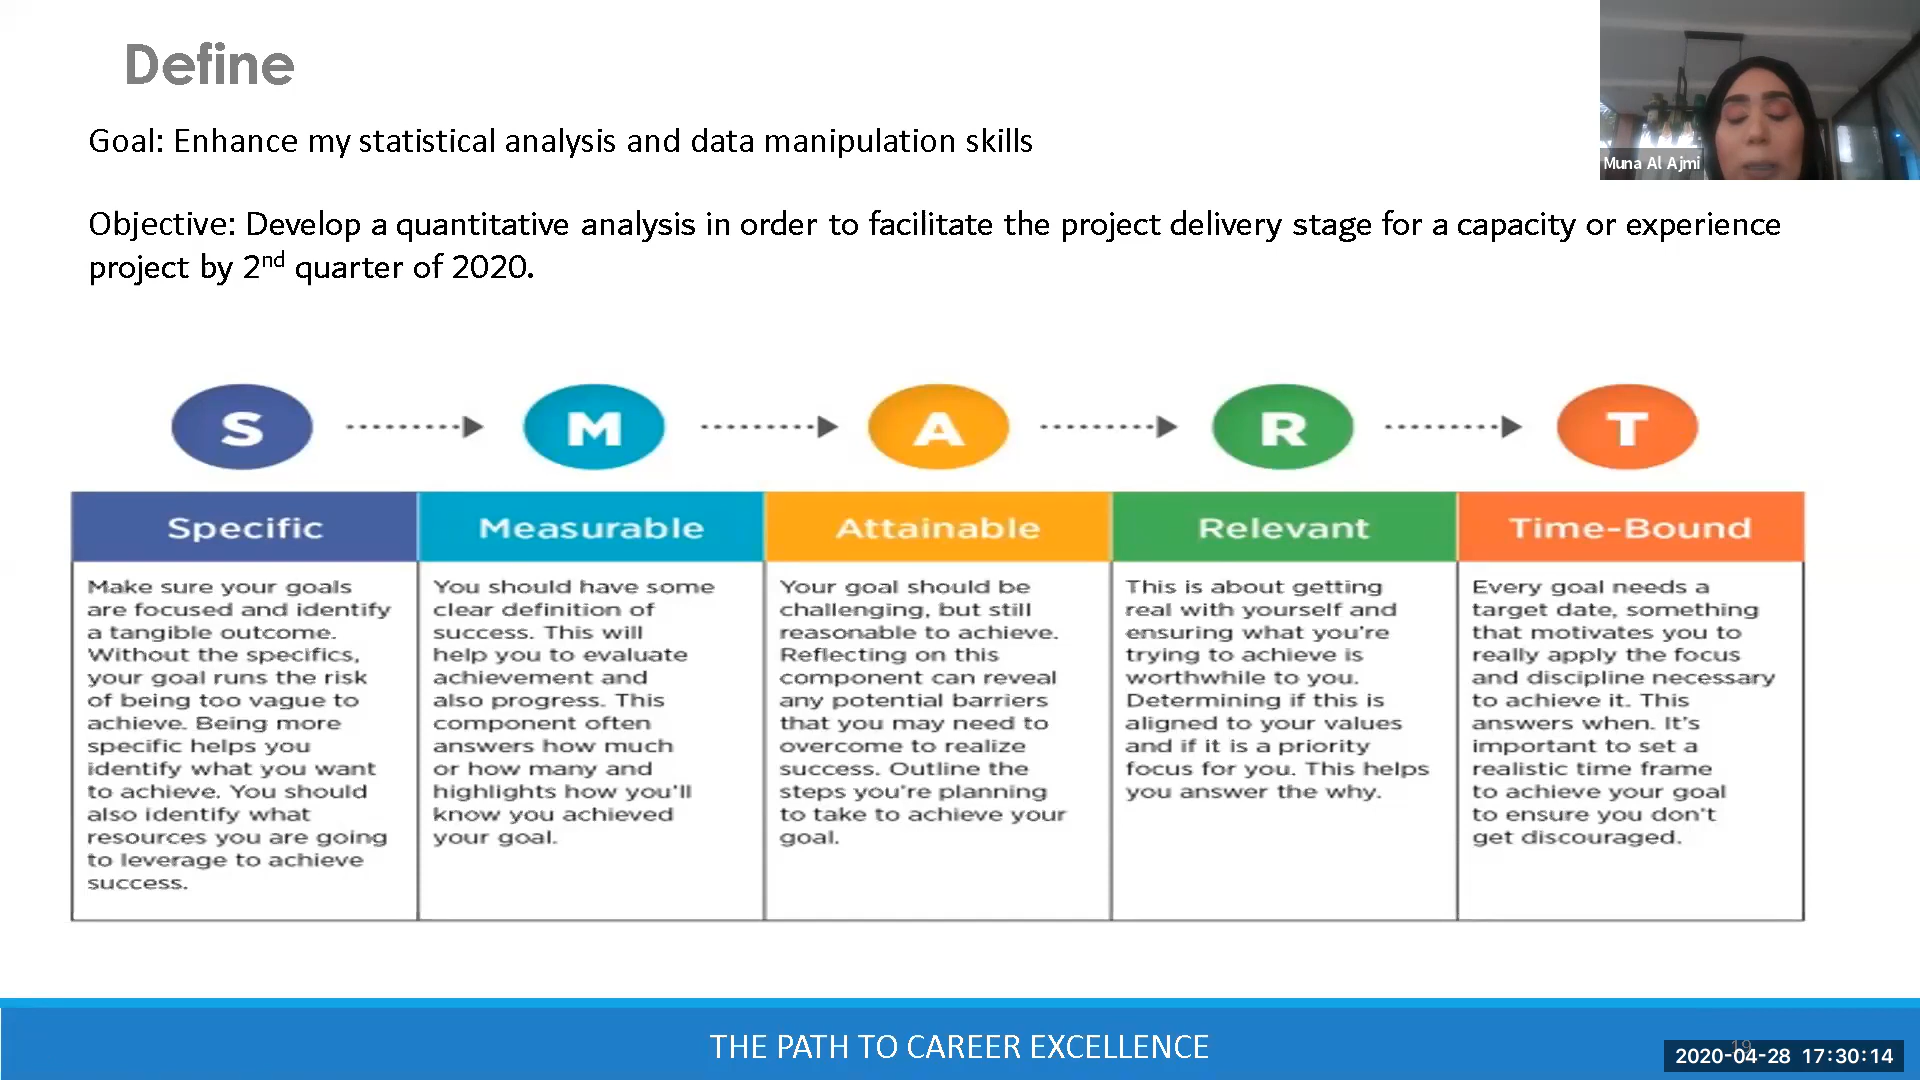 Define
Goal: Enhance my statistical analysis and data manipulation skills
Muna Al Ajmi
Objective: Develop a quantitative analysis in order to facilitate the project delivery stage for a capacity or experience
project by 2nd quarter of 2020.
S
M
A
R
T
Specific
Measurable
Attainable
Relevant
Time-Bound
Make sure your goals
are focused and identify
a tangible outcome.
Without the specifics,
your goal runs the risk
of being too vague to
achieve. Being more
specific helps you
identify what you want
to achieve. You should
also identify what
resources you are going
to leverage to achieve
success.
You should have some
clear definition of
success. This will
help you to evaluate
achievement and
also progress. This
component often
answers how much
or how many and
highlights how you'll
know you achieved
your goal.
Your goal should be
challenging, but still
reasonable to achieve.
Reflecting on this
component can reveal
any potential barriers
that you may need to
overcome to realize
success. Outline the
steps you're planning
to take to achieve your
goal.
This is about getting
real with yourself and
ensuring what you're
trying to achieve is
worthwhile to you.
Determining if this is
aligned to your values
and if it is a priority
focus for you. This helps
you answer the why.
Every goal needs a
target date, something
that motivates you to
really apply the focus
and discipline necessary
to achieve it. This
answers when. It's
important to set a
realistic time frame
to achieve your goal
to ensure you don't
get discouraged.
THE PATH TO CAREER EXCELLENCE
19
2020-04-28 17:30:14